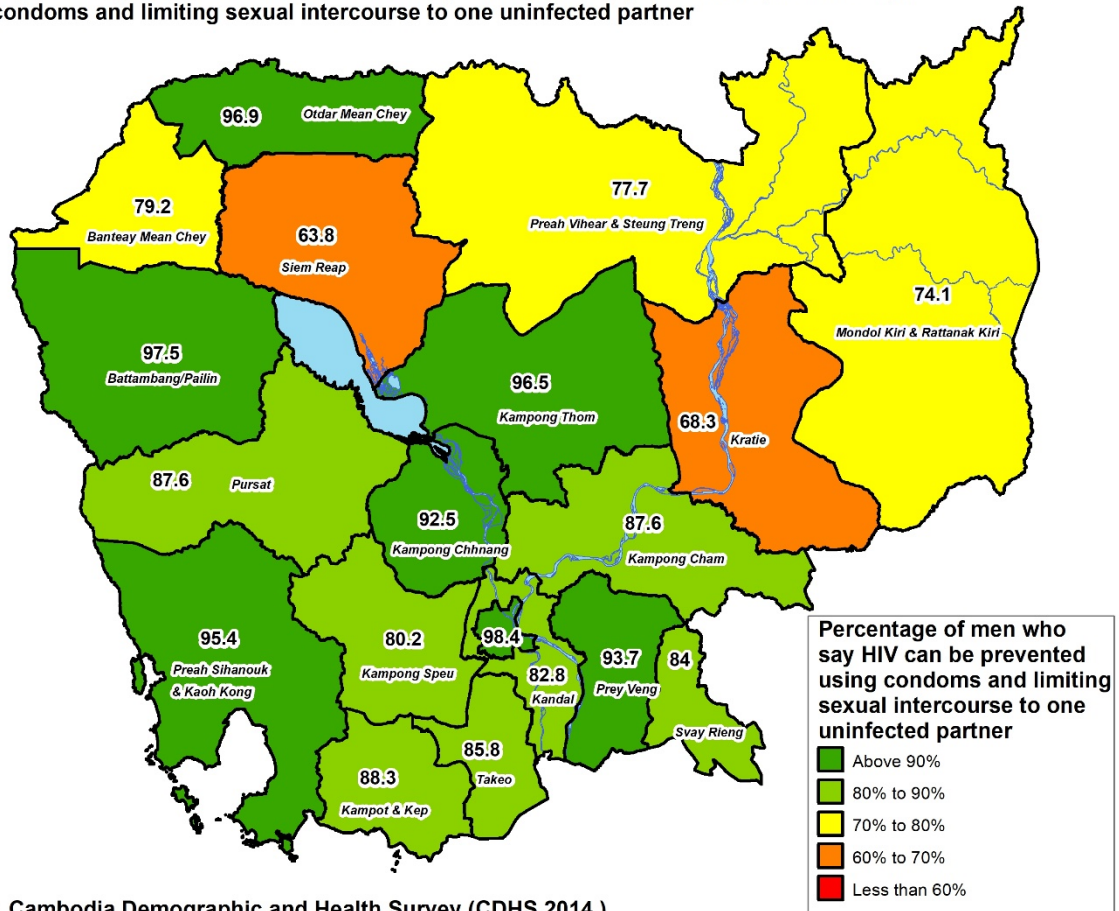 condoms and limiting sexual intercourse to one uninfected partner
96.9 Otdar Mean Chey
77.7
Preah Vihear & Steung Treng
79.2
Banteay Mean Chey
63.8
Siem Reap
74.1
Mondol Kiri & Rattanak Kiri
97.5
Battambang/Pailin
96.5
Kampong Thom
68.3
Kratie
87.6 Pursat
92.5
Kampong Chhnang
87.6
Kampong Cham
95.4
Preah Sihanouk
& Kaoh Kong
80.2
Kampong Speu
98.4
82.8
Kandal
93.7
Prey Veng
84
Svay Rieng
85.8
Takeo
88.3
Kampot & Kep
Percentage of men who
say HIV can be prevented
using condoms and limiting
sexual intercourse to one
uninfected partner
Above 90%
80% to 90%
70% to 80%
60% to 70%
Less than 60%
Cambodia Demographic and Health Survey (CDHS 2014 )